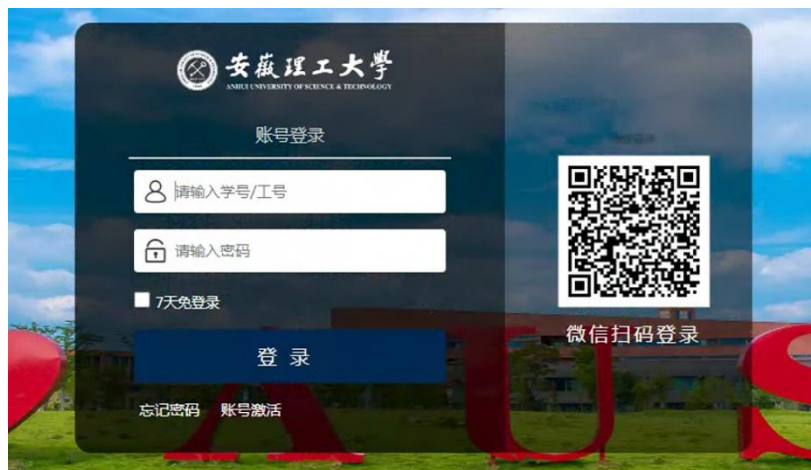 安徽理工大學
ANHUI UNIVERSITY OF SCIENCE & TECHNOLOGY
账号登录
请输入学号/工号
请输入密码
7天免登录
登 录
忘记密码 账号激活
微信扫码登录
A U S